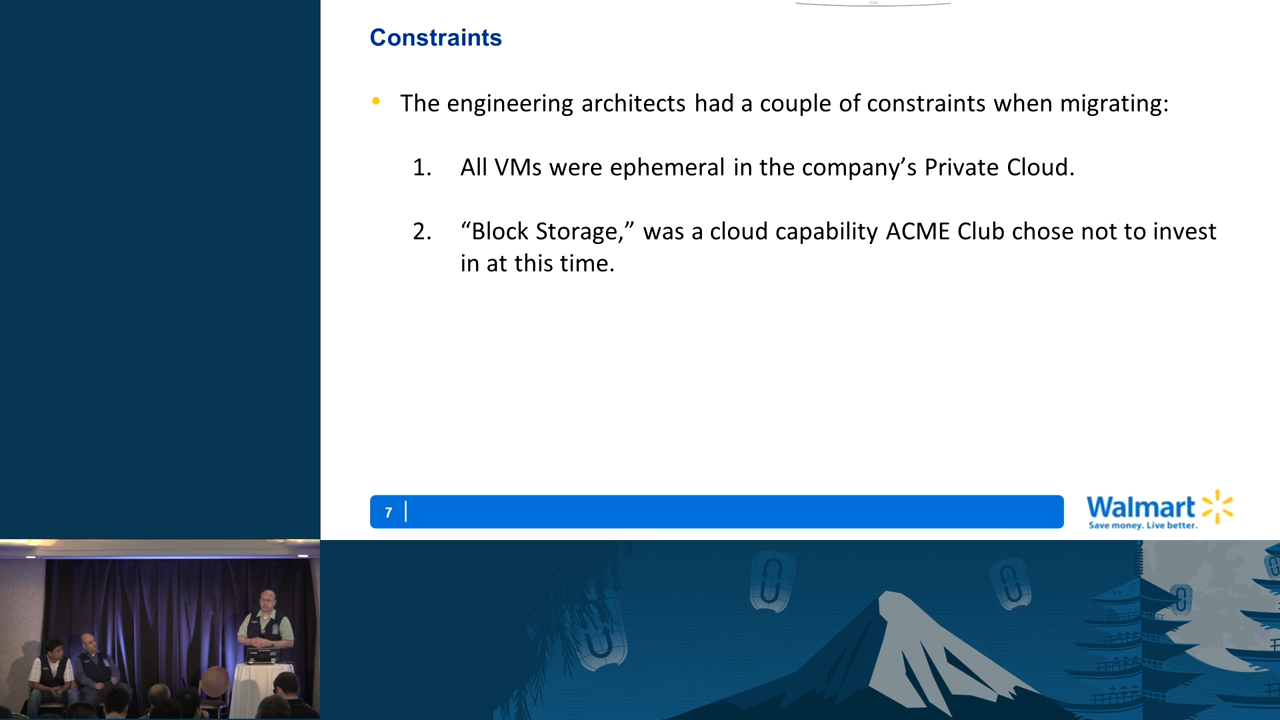 Constraints
• The engineering architects had a couple of constraints when migrating:
1. All VMs were ephemeral in the company’s Private Cloud.
2. “Block Storage,” was a cloud capability ACME Club chose not to invest
in at this time.
7
Walmart
Save money. Live better.